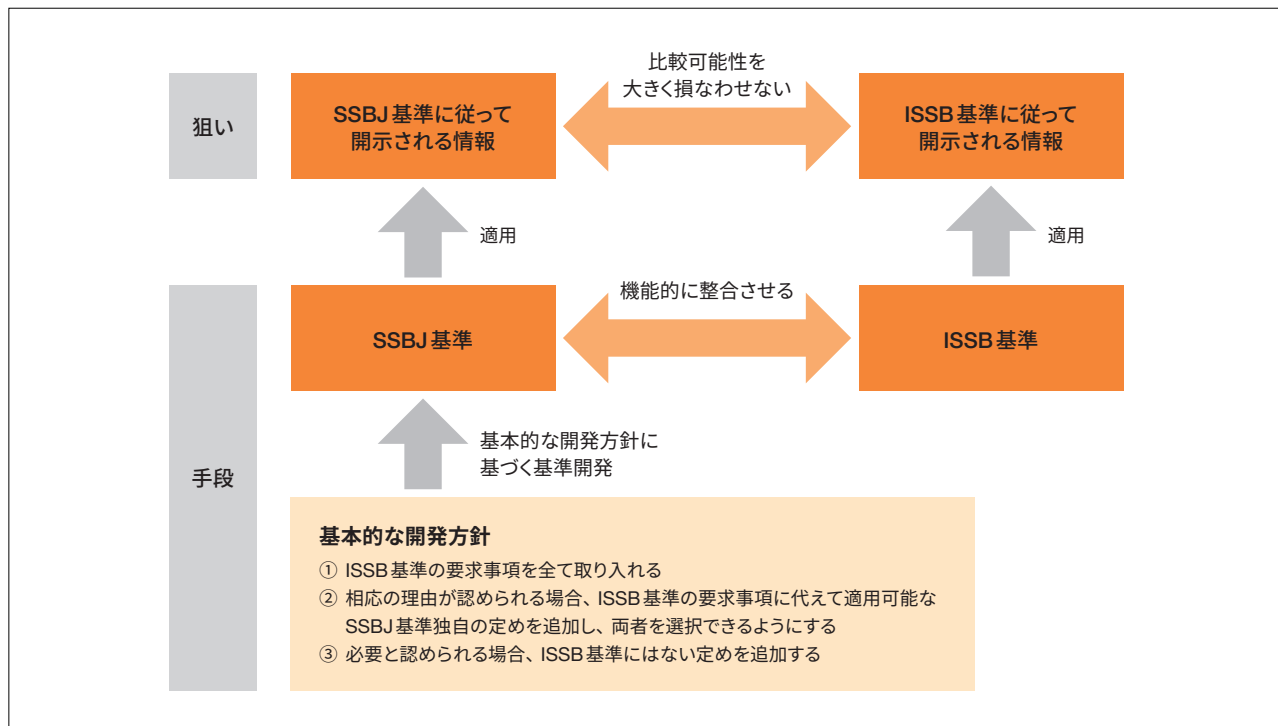 狙い
SSBJ基準に従って
開示される情報
比較可能性を
大きく損なわせない
ISSB基準に従って
開示される情報
適用
適用
手段
SSBJ基準
機能的に整合させる
ISSB基準
基本的な開発方針に
基づく基準開発
基本的な開発方針
① ISSB基準の要求事項を全て取り入れる
② 相応の理由が認められる場合、ISSB基準の要求事項に代えて適用可能な
SSBJ基準独自の定めを追加し、両者を選択できるようにする
③ 必要と認められる場合、ISSB基準にはない定めを追加する